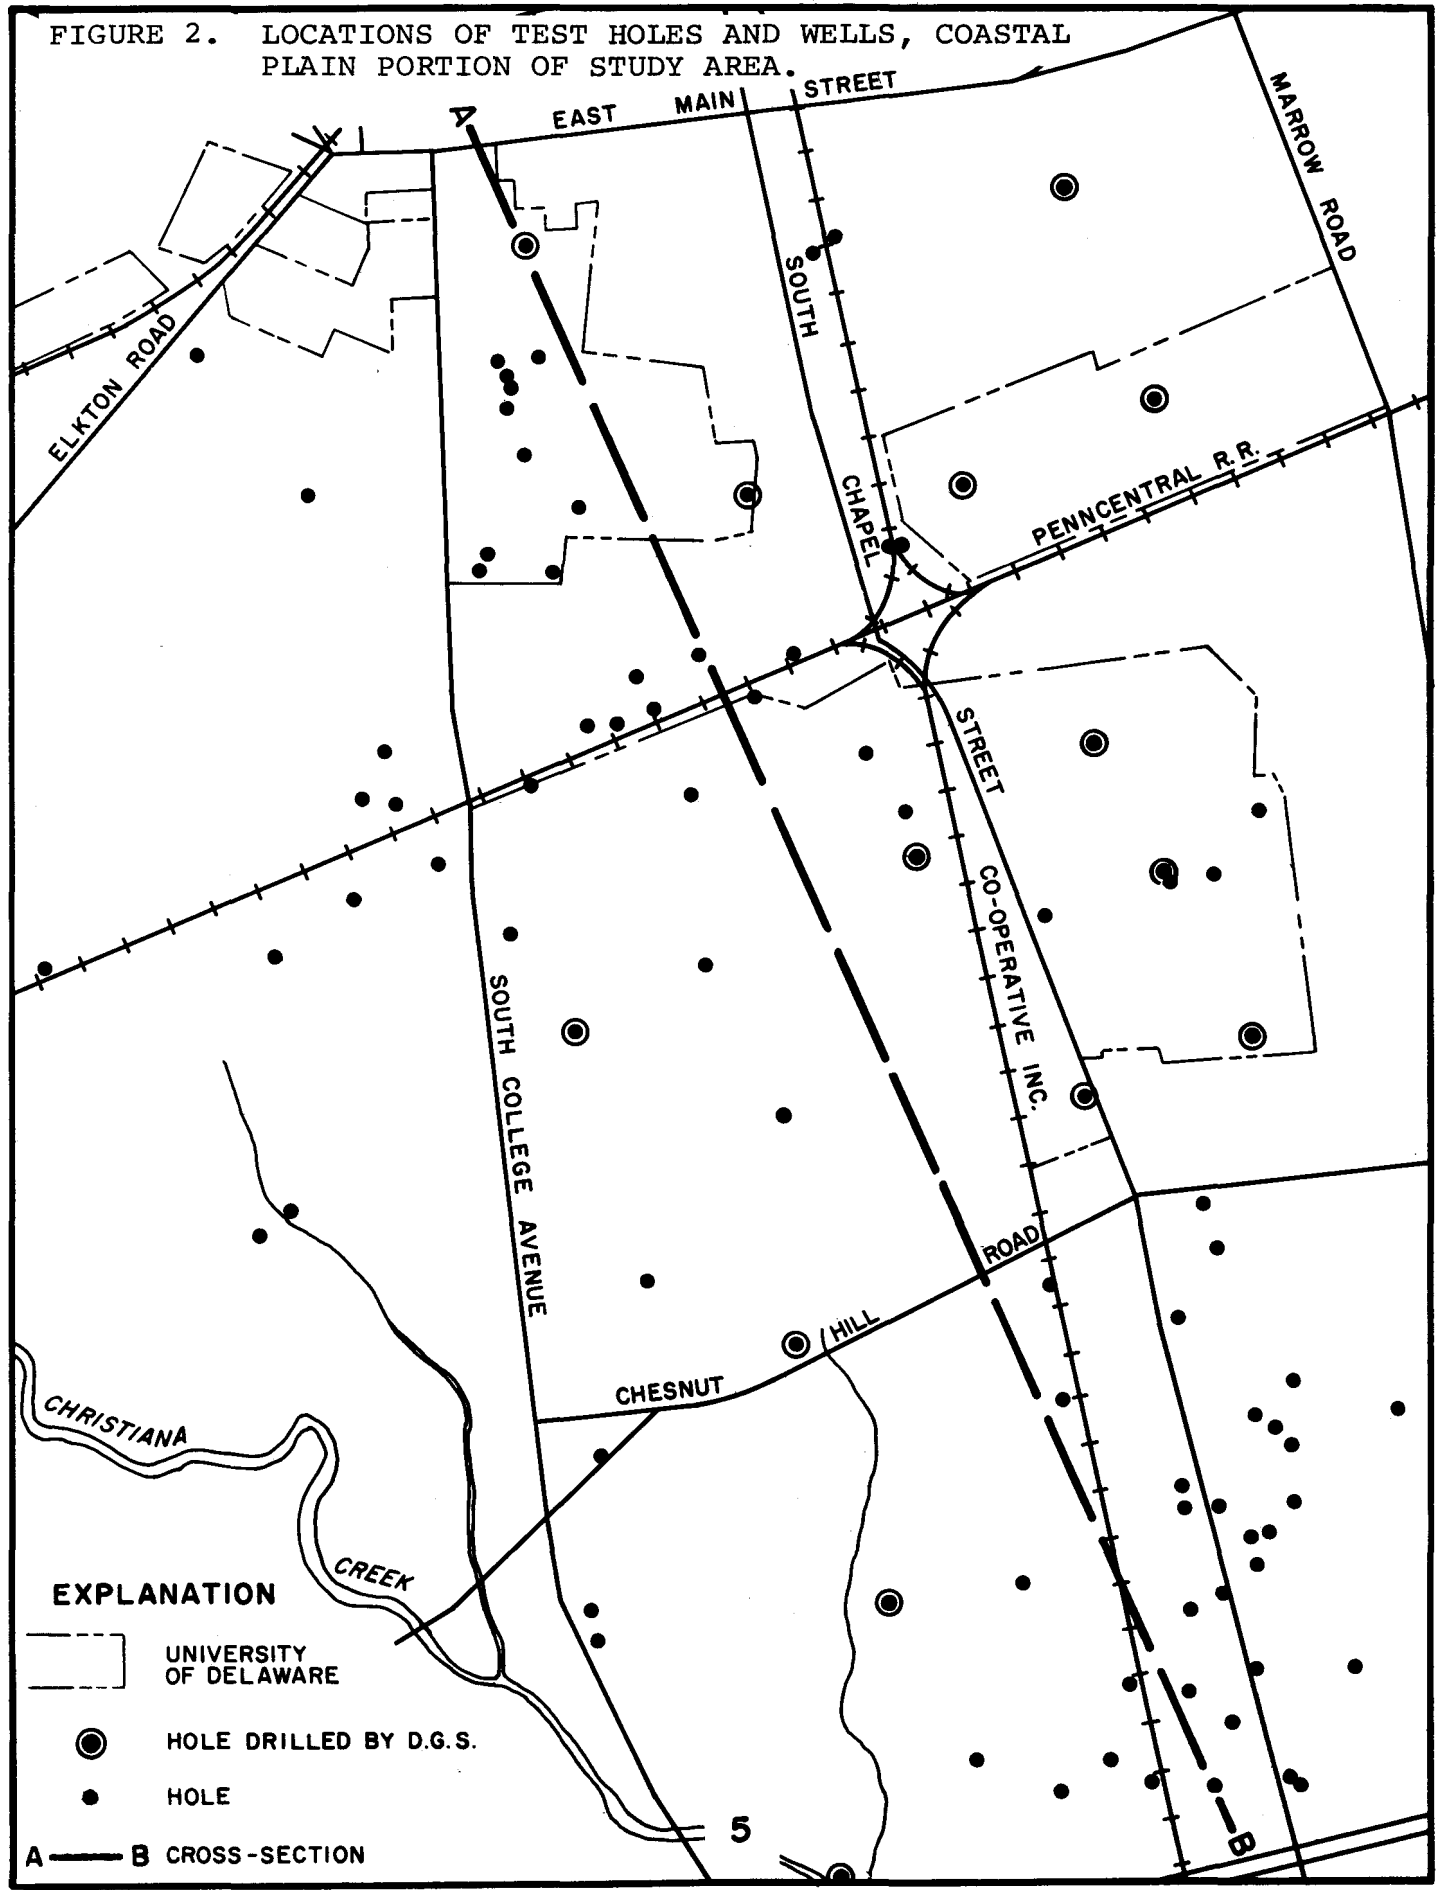 FIGURE 2. LOCATIONS OF TEST HOLES AND WELLS, COASTAL
PLAIN PORTION OF STUDY AREA.
A
EAST MAIN STREET
MARROW ROAD
SOUTH CHAPEL STREET
ELKTON ROAD
PENNCENTRAL R.R.
CO-OPERATIVE INC.
SOUTH COLLEGE AVENUE
CHESNUT HILL ROAD
CHRISTIANA CREEK
EXPLANATION
UNIVERSITY
OF DELAWARE
HOLE DRILLED BY D.G.S.
HOLE
A B CROSS-SECTION
5
B